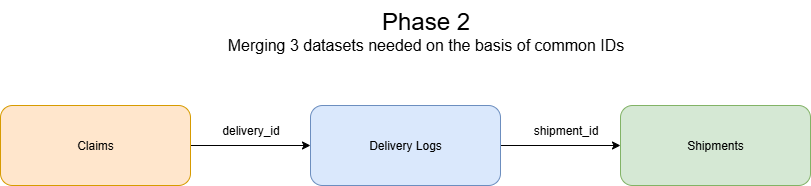 Phase 2
Merging 3 datasets needed on the basis of common IDs
Claims
delivery_id
Delivery Logs
shipment_id
Shipments